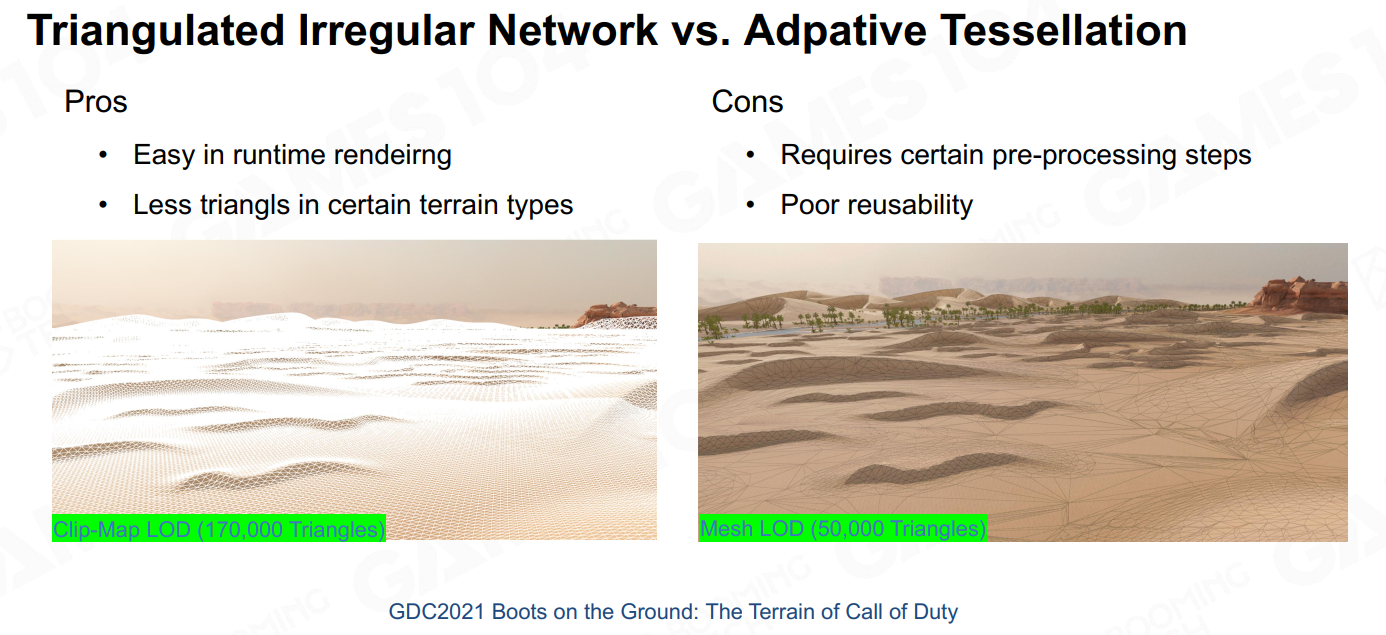 Triangulated Irregular Network vs. Adpative Tessellation
Pros
• Easy in runtime rendeirng
• Less triangls in certain terrain types
Cons
• Requires certain pre-processing steps
• Poor reusability
Clip-Map LOD (170,000 Triangles)
Mesh LOD (50,000 Triangles)
GDC2021 Boots on the Ground: The Terrain of Call of Duty
GAMES104